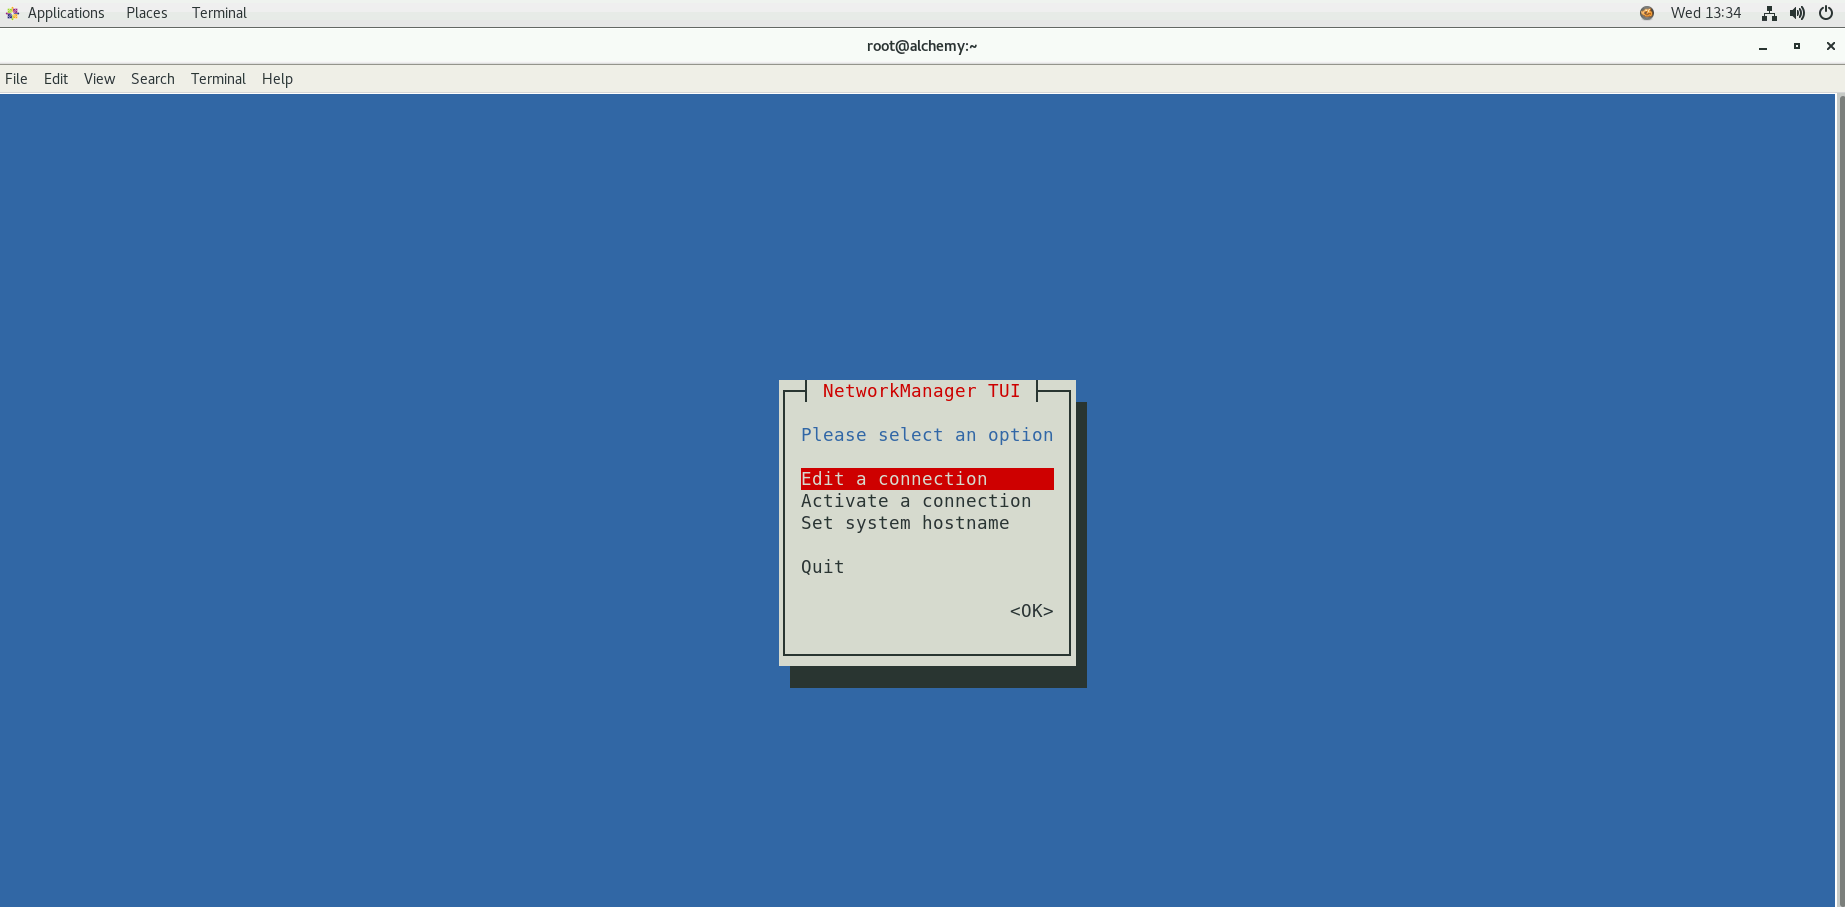 Applications Places Terminal Wed 13:34
root@alchemy:~
File Edit View Search Terminal Help
NetworkManager TUI
Please select an option
Edit a connection
Activate a connection
Set system hostname
Quit
<OK>